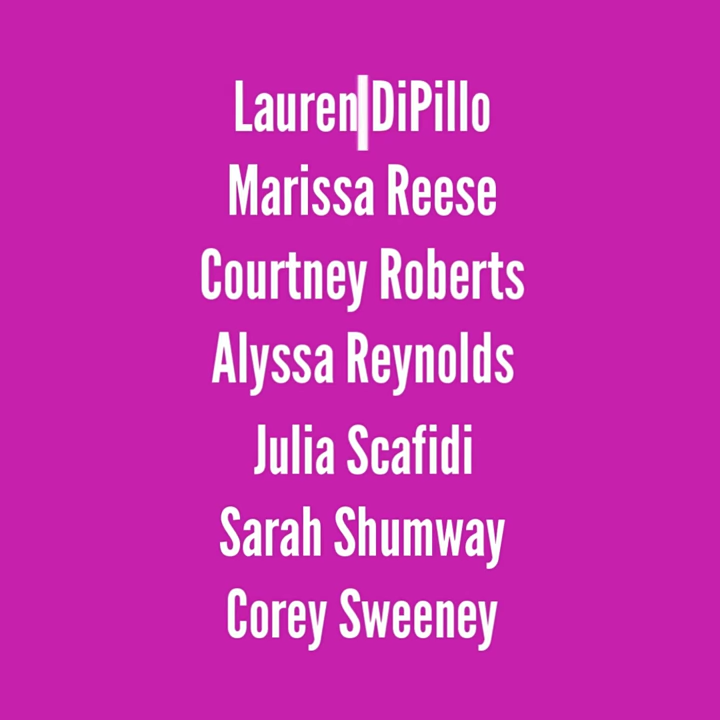 Lauren DiPillo
Marissa Reese
Courtney Roberts
Alyssa Reynolds
Julia Scafidi
Sarah Shumway
Corey Sweeney